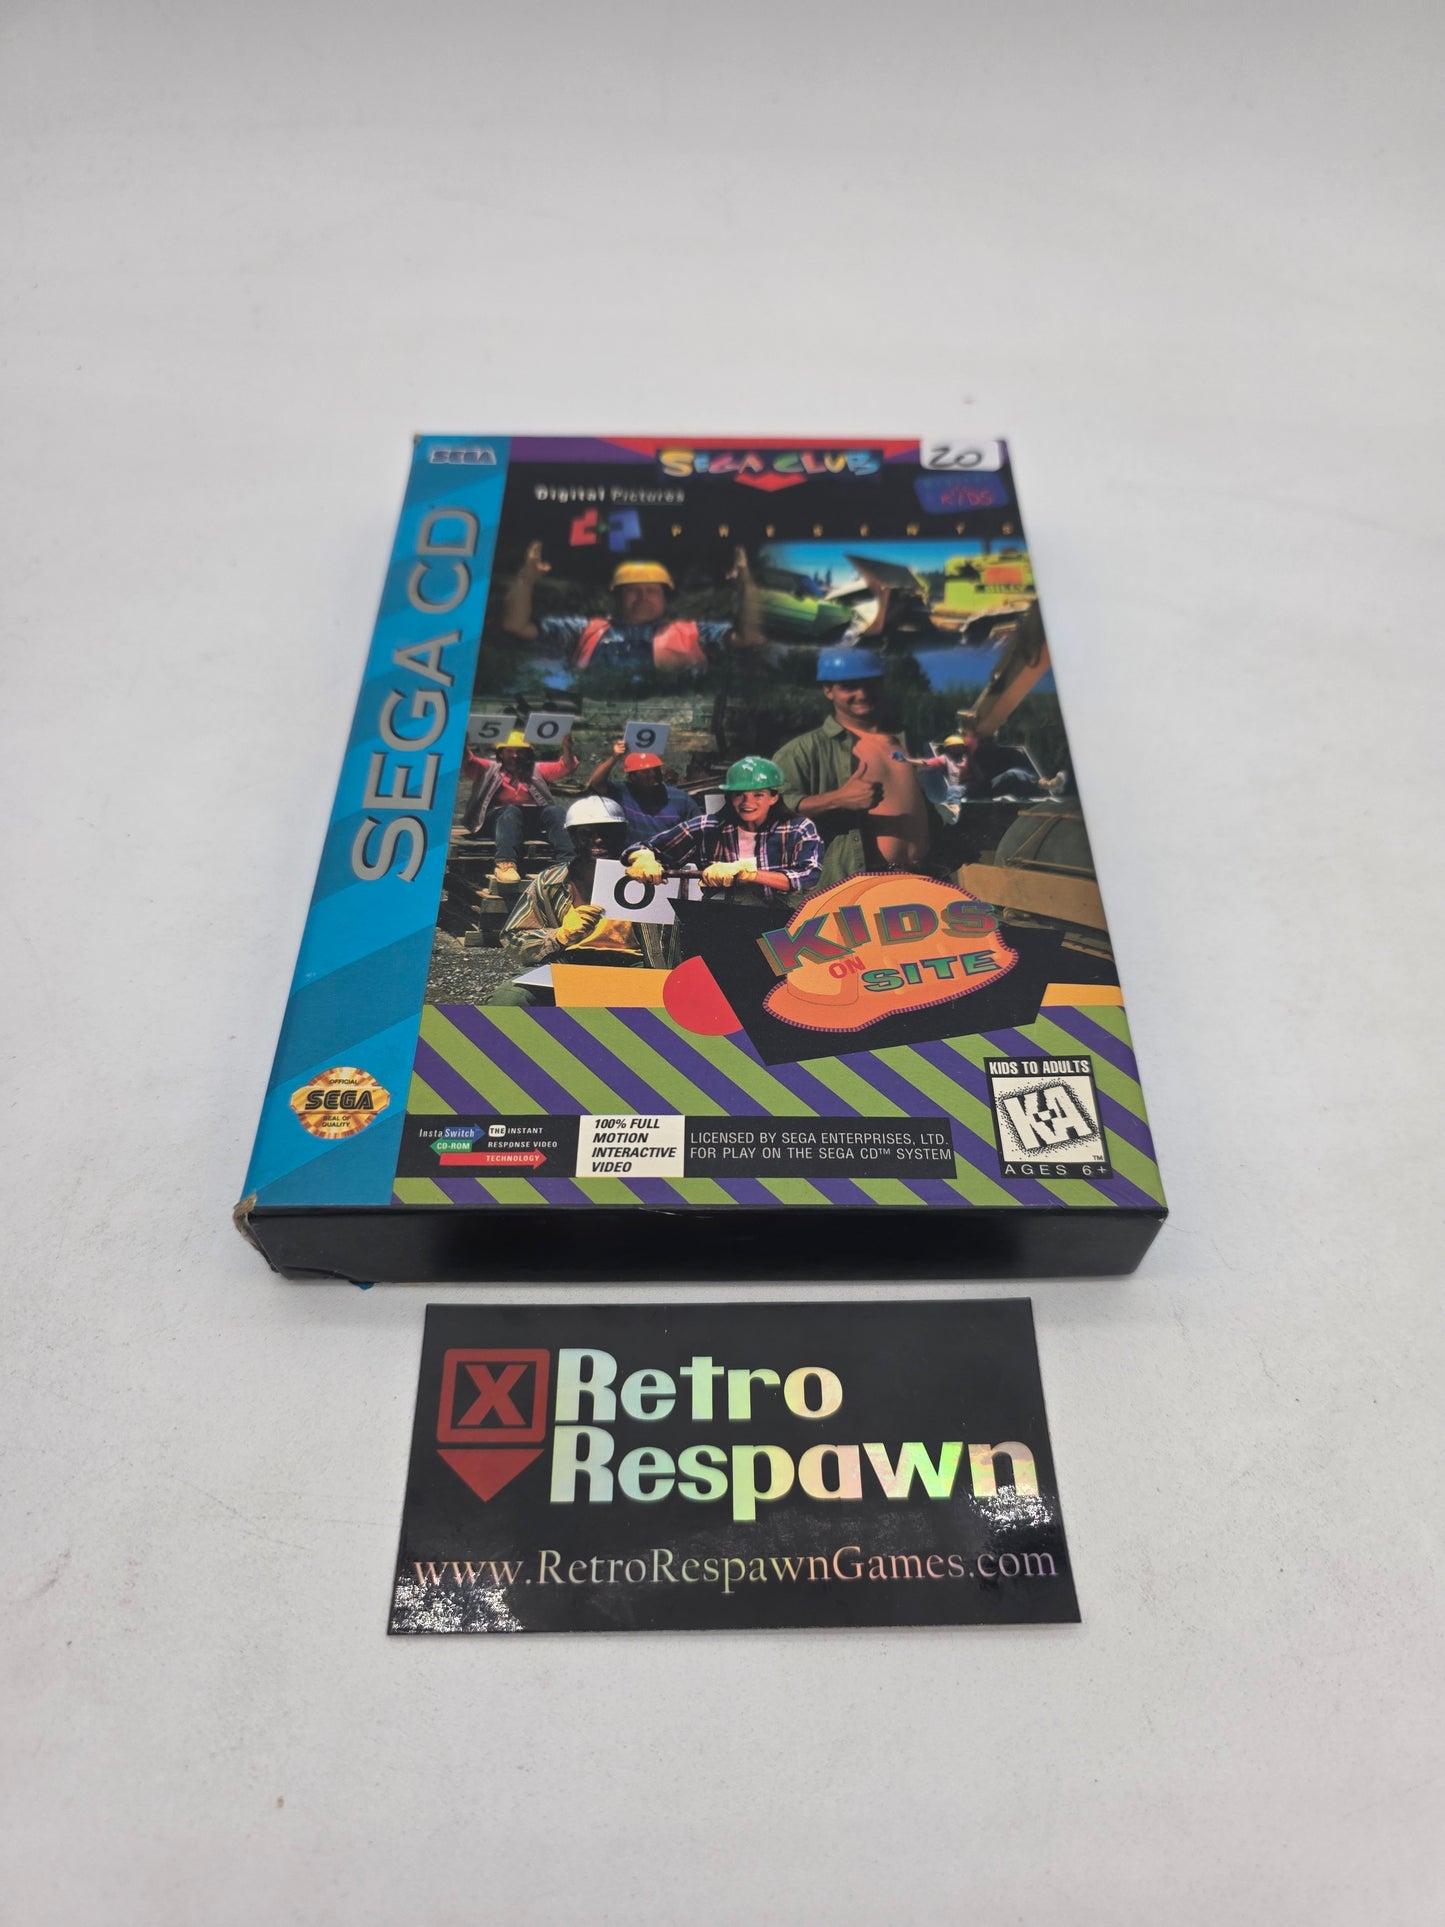 SEGA
SEGA CLUB
20
Digital Pictures
KIDS
PRESENTS
SEGA CD
BILLY
5 0
9
0
KIDS
ON SITE
OFFICIAL
SEGA
SEAL OF
QUALITY
InstaSwitch
CD-ROM
THE INSTANT
RESPONSE VIDEO
TECHNOLOGY
100% FULL
MOTION
INTERACTIVE
VIDEO
LICENSED BY SEGA ENTERPRISES, LTD.
FOR PLAY ON THE SEGA CD™ SYSTEM
KIDS TO ADULTS
K-A
™
AGES 6+
X Retro
Respawn
www.RetroRespawnGames.com